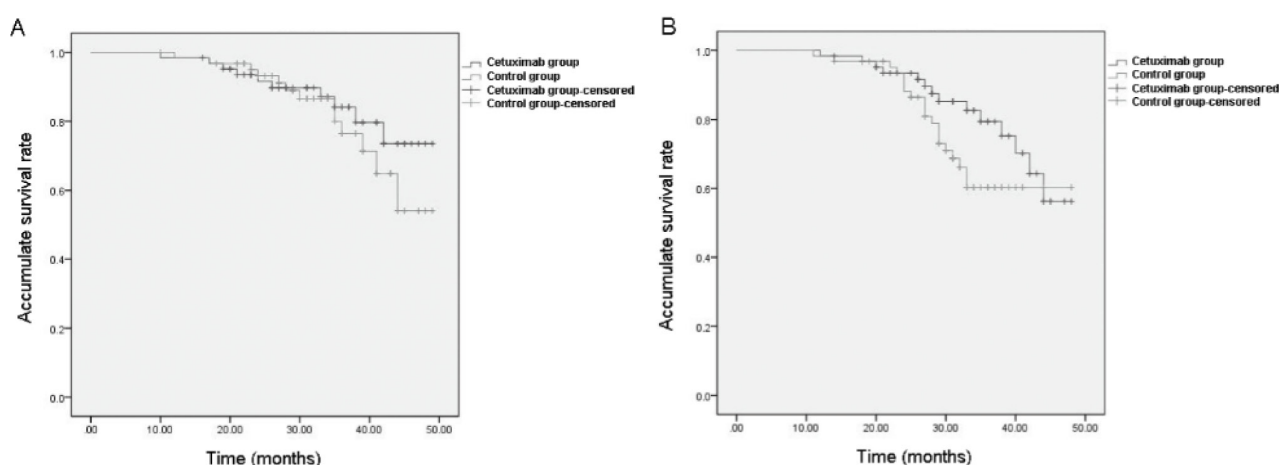 A
Accumulate survival rate
1.0
0.8
0.6
0.4
0.2
0.0
.00 10.00 20.00 30.00 40.00 50.00
Time (months)
Cetuximab group
Control group
Cetuximab group-censored
Control group-censored
B
Accumulate survival rate
1.0
0.8
0.6
0.4
0.2
0.0
.00 10.00 20.00 30.00 40.00 50.00
Time (months)
Cetuximab group
Control group
Cetuximab group-censored
Control group-censored